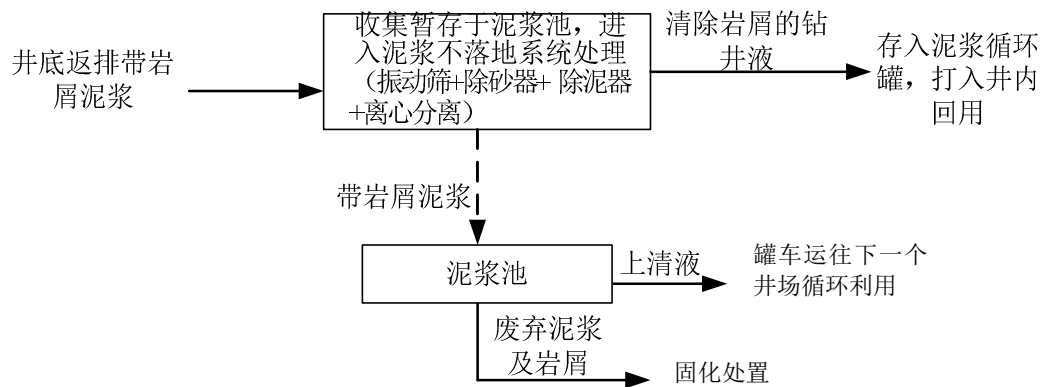 井底返排带岩
屑泥浆
收集暂存于泥浆池，进
入泥浆不落地系统处理
（振动筛+除砂器+ 除泥器
+离心分离）
清除岩屑的钻
井液
存入泥浆循环
罐，打入井内
回用
带岩屑泥浆
泥浆池
上清液
罐车运往下一个
井场循环利用
废弃泥浆
及岩屑
固化处置